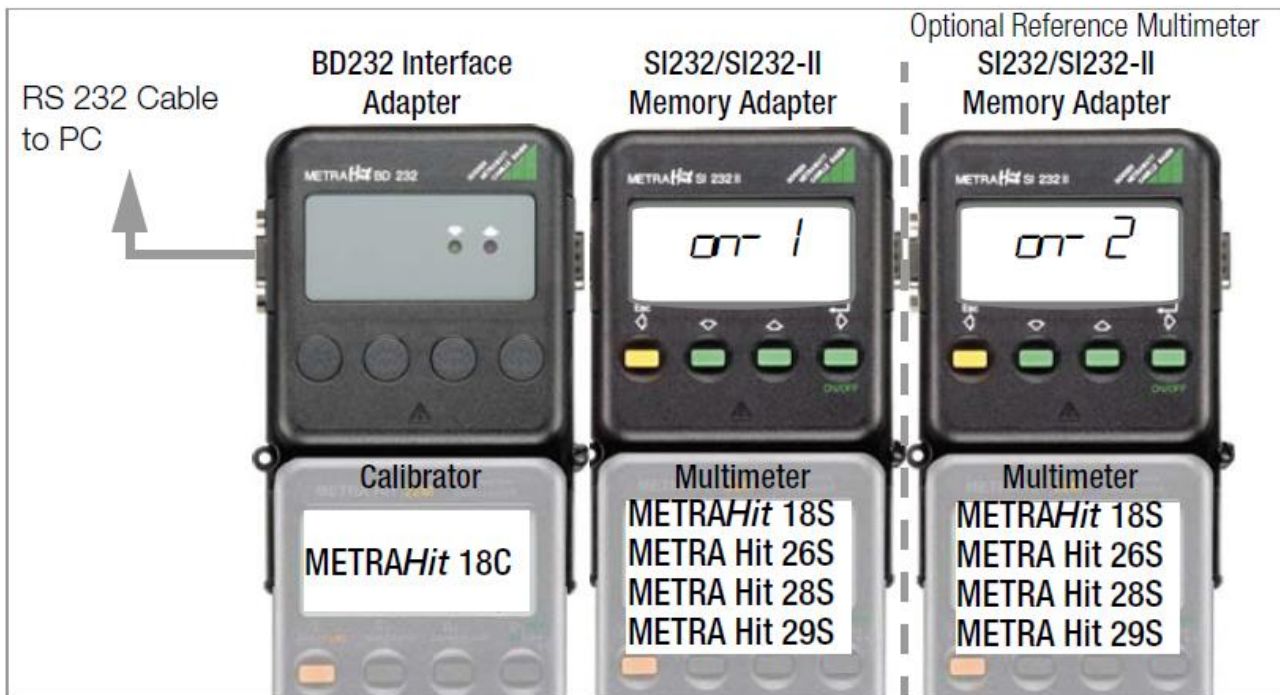 Optional Reference Multimeter
BD232 Interface
Adapter
SI232/SI232-II
Memory Adapter
SI232/SI232-II
Memory Adapter
RS 232 Cable
to PC
METRAHit BD 232
METRAHit SI 232 II
METRAHit SI 232 II
on- 1
on- 2
Esc
Esc
ON/OFF
ON/OFF
Calibrator
METRAHit 18C
Multimeter
METRAHit 18S
METRA Hit 26S
METRA Hit 28S
METRA Hit 29S
Multimeter
METRAHit 18S
METRA Hit 26S
METRA Hit 28S
METRA Hit 29S